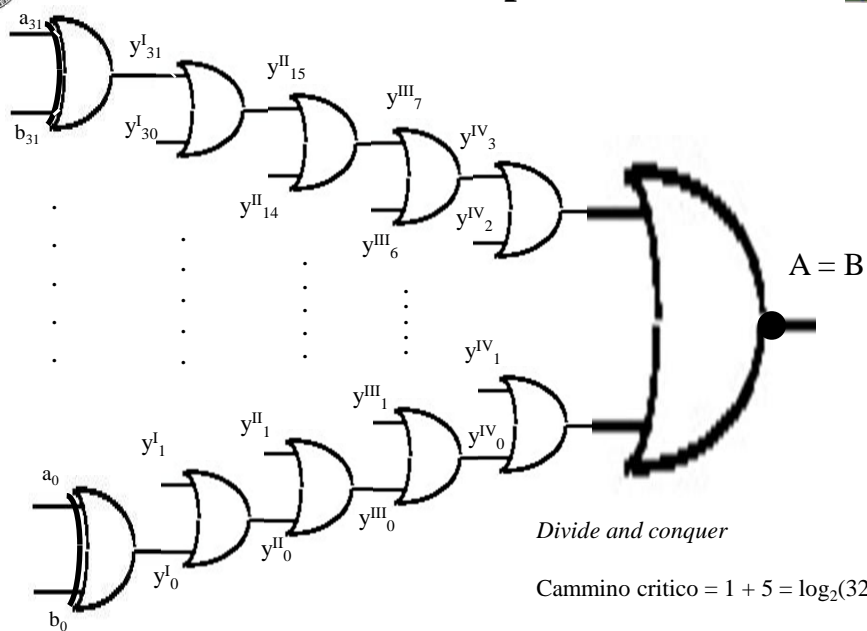 a31
yI31
b31
yI30
yII15
yII14
yIII7
yIII6
yIV3
yIV2
A = B
yIV1
yIII1
yII1
yI1
yIV0
a0
yIII0
yII0
yI0
b0
Divide and conquer
Cammino critico = 1 + 5 = log2(32